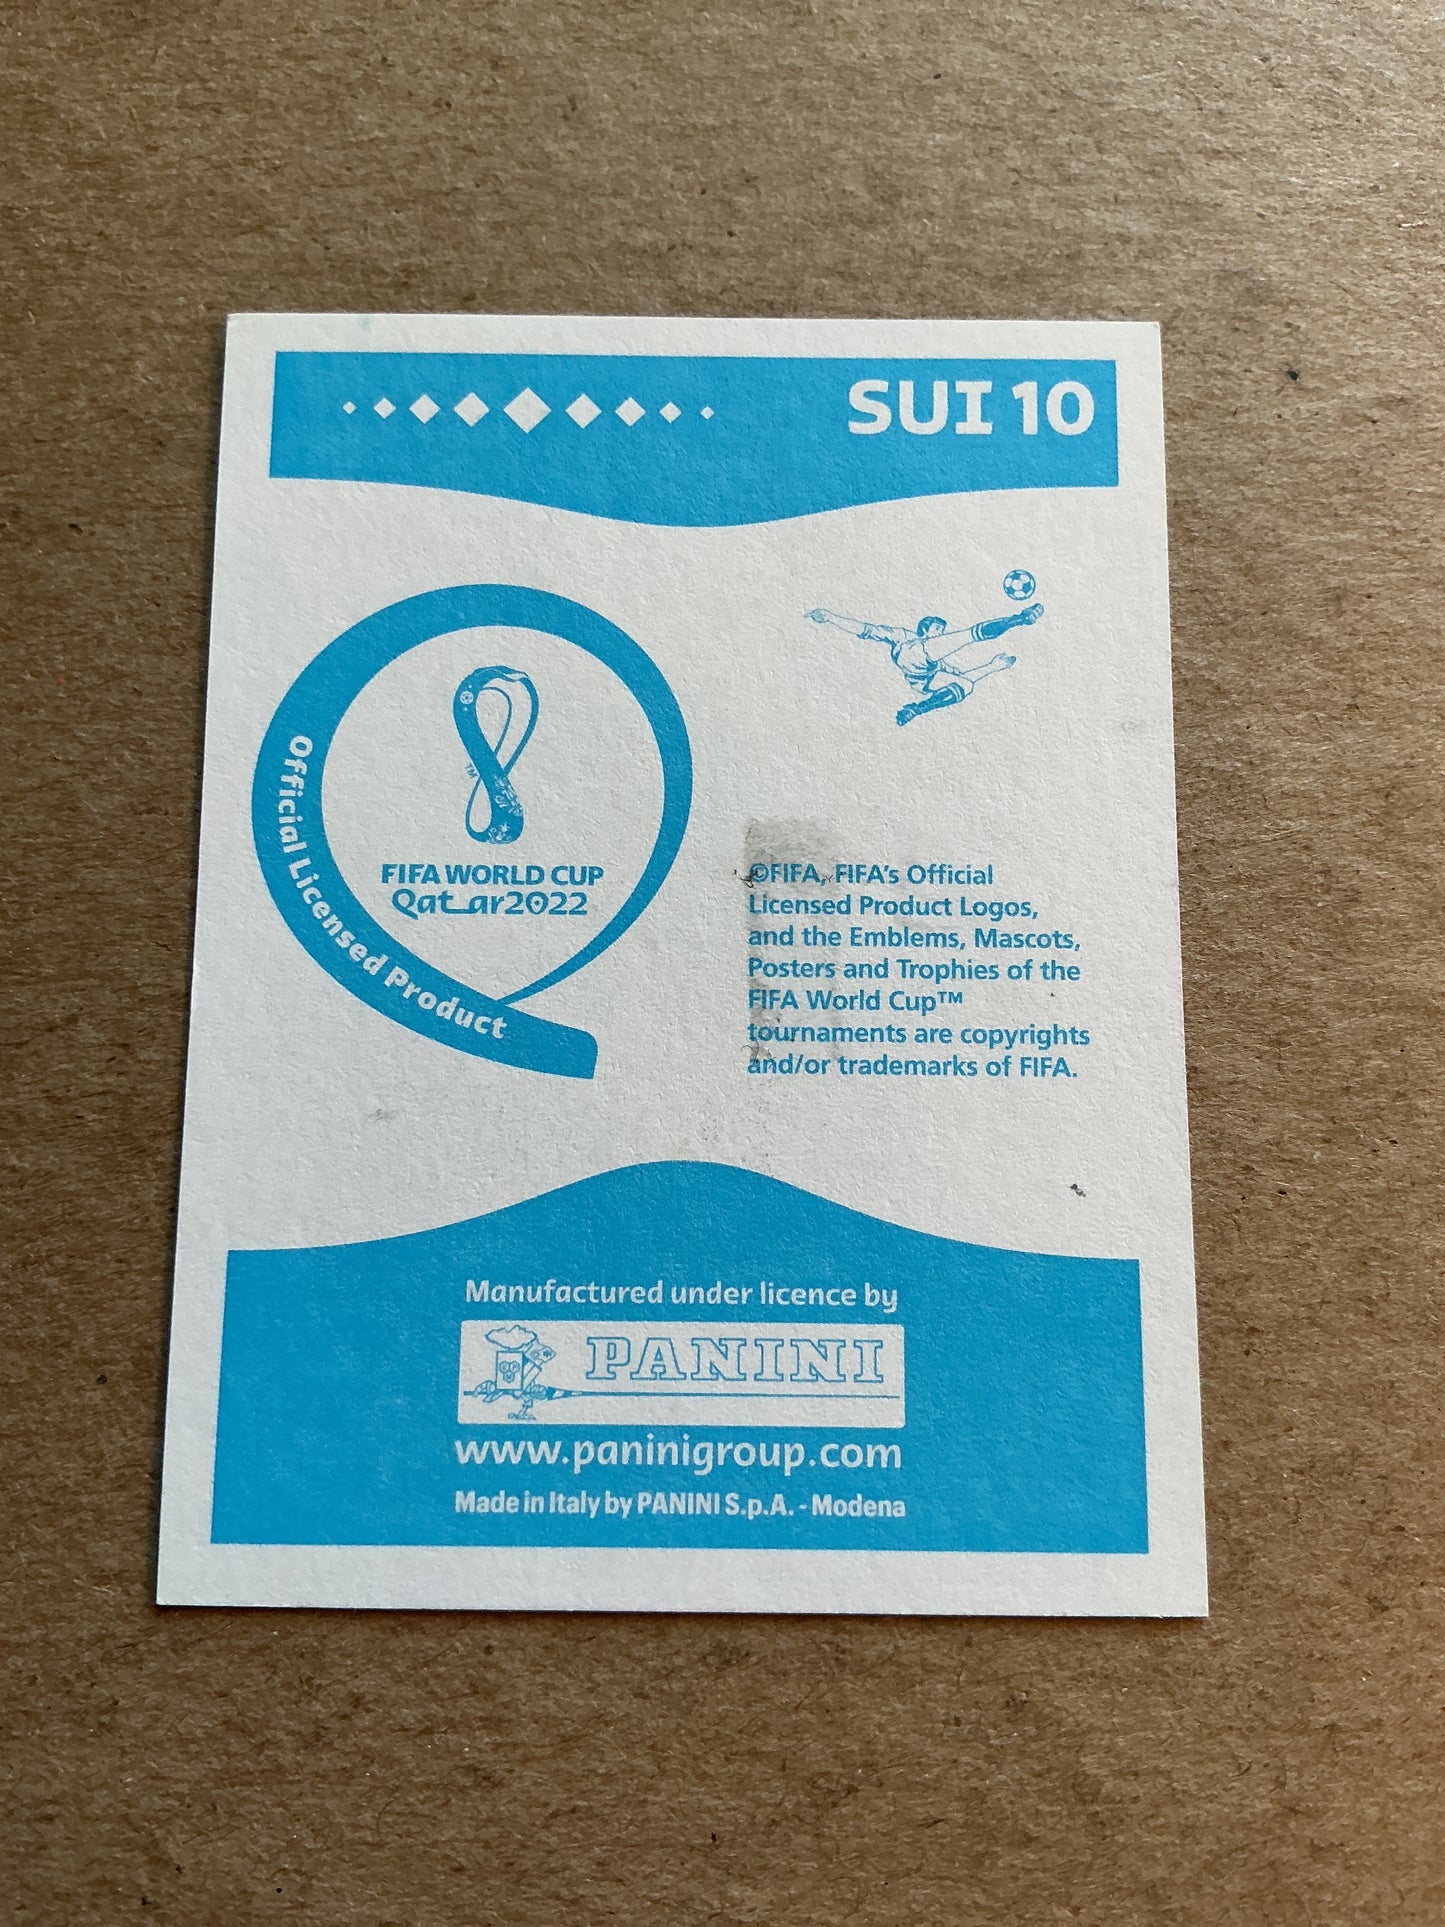 SUI 10
Official Licensed Product
TM
FIFA WORLD CUP
Qatar2022
©FIFA, FIFA's Official
Licensed Product Logos,
and the Emblems, Mascots,
Posters and Trophies of the
FIFA World Cup™
tournaments are copyrights
and/or trademarks of FIFA.
Manufactured under licence by
PANINI
www.paninigroup.com
Made in Italy by PANINI S.p.A. - Modena